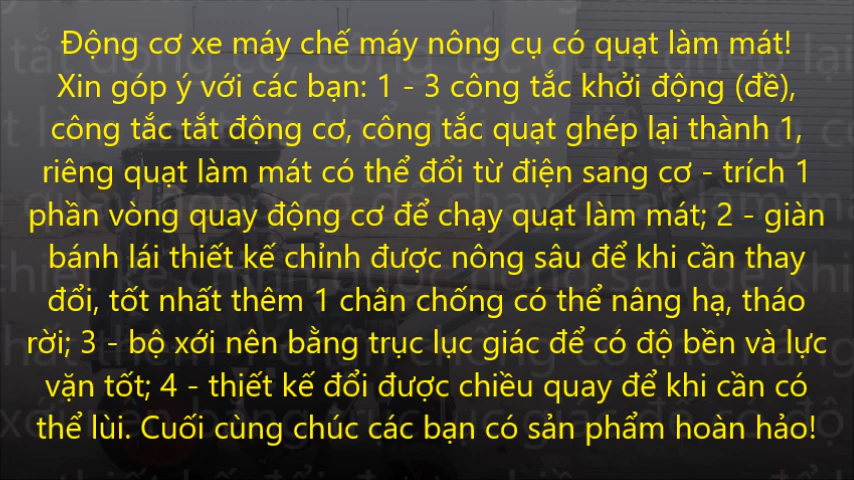 Động cơ xe máy chế máy nông cụ có quạt làm mát!
Xin góp ý với các bạn: 1 - 3 công tắc khởi động (đề),
công tắc tắt động cơ, công tắc quạt ghép lại thành 1,
riêng quạt làm mát có thể đổi từ điện sang cơ - trích 1
phần vòng quay động cơ để chạy quạt làm mát; 2 - giàn
bánh lái thiết kế chỉnh được nông sâu để khi cần thay
đổi, tốt nhất thêm 1 chân chống có thể nâng hạ, tháo
rời; 3 - bộ xới nên bằng trục lục giác để có độ bền và lực
vặn tốt; 4 - thiết kế đổi được chiều quay để khi cần có
thể lùi. Cuối cùng chúc các bạn có sản phẩm hoàn hảo!